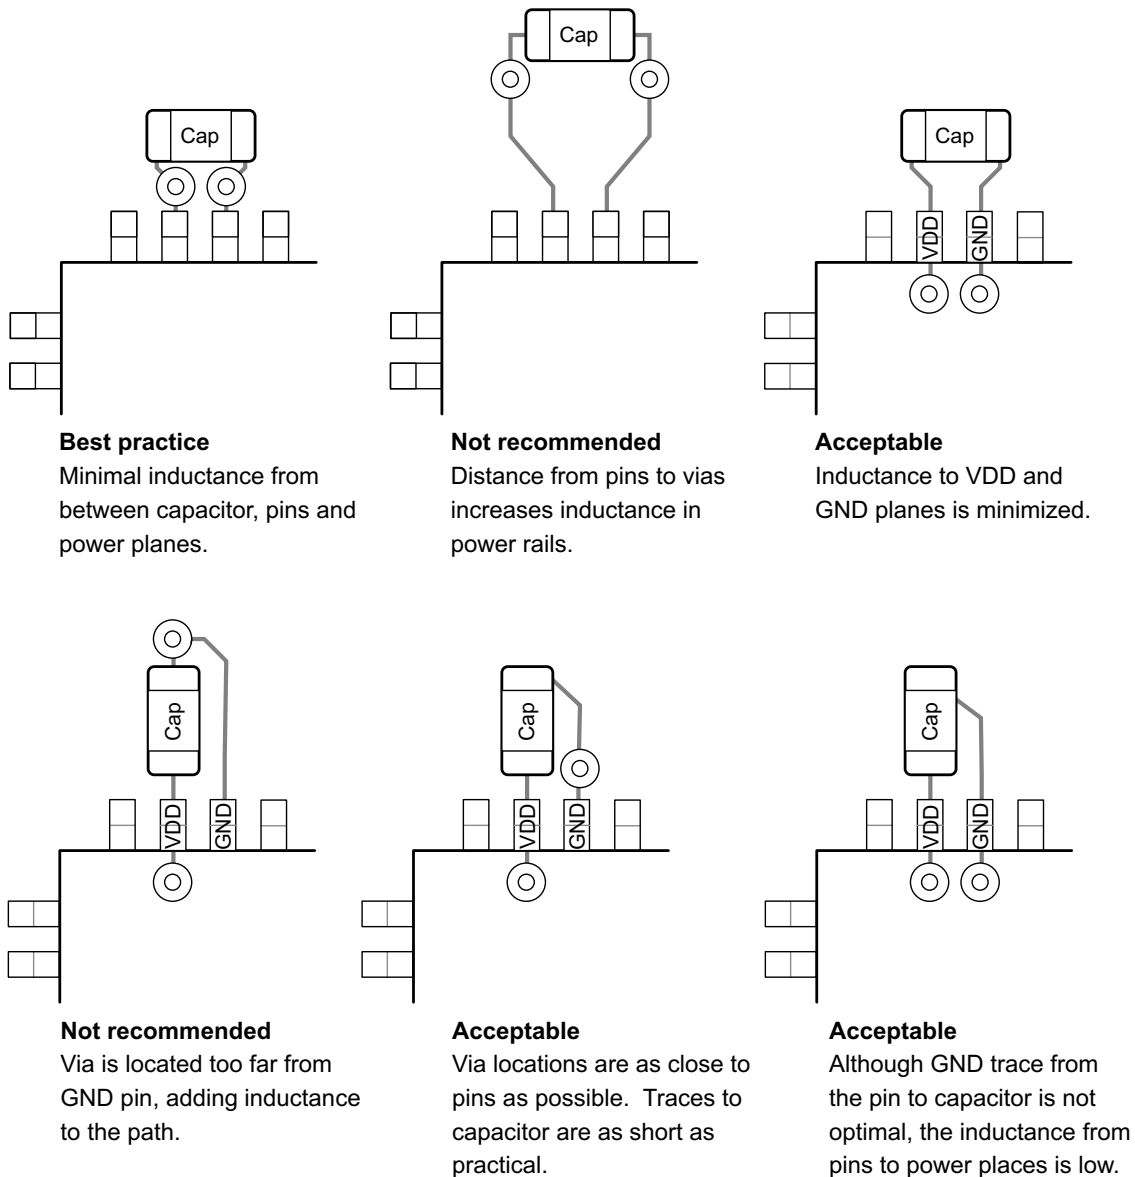 Cap
Cap
Cap
VDD
GND
Best practice
Minimal inductance from
between capacitor, pins and
power planes.
Not recommended
Distance from pins to vias
increases inductance in
power rails.
Acceptable
Inductance to VDD and
GND planes is minimized.
Cap
VDD
GND
Cap
VDD
GND
Cap
VDD
GND
Not recommended
Via is located too far from
GND pin, adding inductance
to the path.
Acceptable
Via locations are as close to
pins as possible.  Traces to
capacitor are as short as
practical.
Acceptable
Although GND trace from
the pin to capacitor is not
optimal, the inductance from
pins to power places is low.